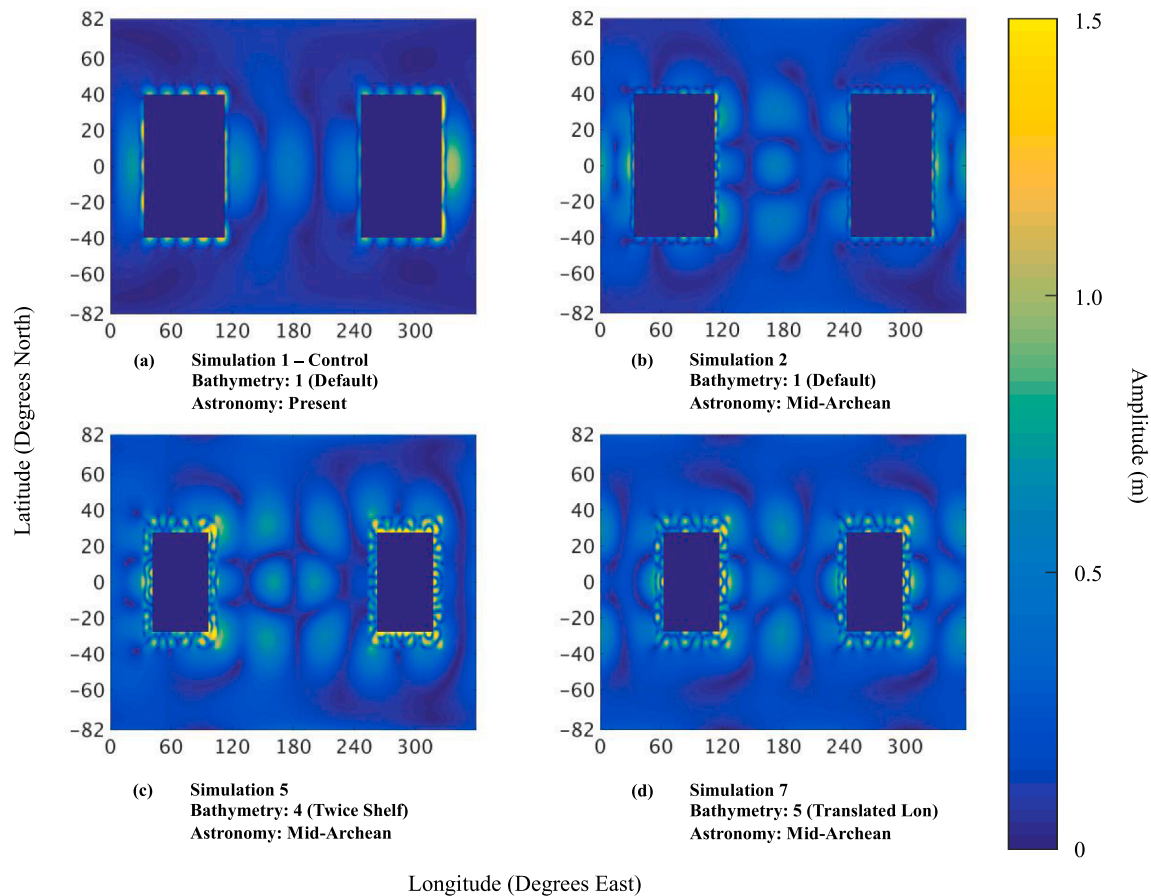 82
60
40
20
0
-20
-40
-60
-82
0 60 120 180 240 300
(a) Simulation 1 – Control
Bathymetry: 1 (Default)
Astronomy: Present
82
60
40
20
0
-20
-40
-60
-82
0 60 120 180 240 300
(b) Simulation 2
Bathymetry: 1 (Default)
Astronomy: Mid-Archean
82
60
40
20
0
-20
-40
-60
-82
0 60 120 180 240 300
(c) Simulation 5
Bathymetry: 4 (Twice Shelf)
Astronomy: Mid-Archean
82
60
40
20
0
-20
-40
-60
-82
0 60 120 180 240 300
(d) Simulation 7
Bathymetry: 5 (Translated Lon)
Astronomy: Mid-Archean
Latitude (Degrees North)
Longitude (Degrees East)
1.5
1.0
0.5
0
Amplitude (m)